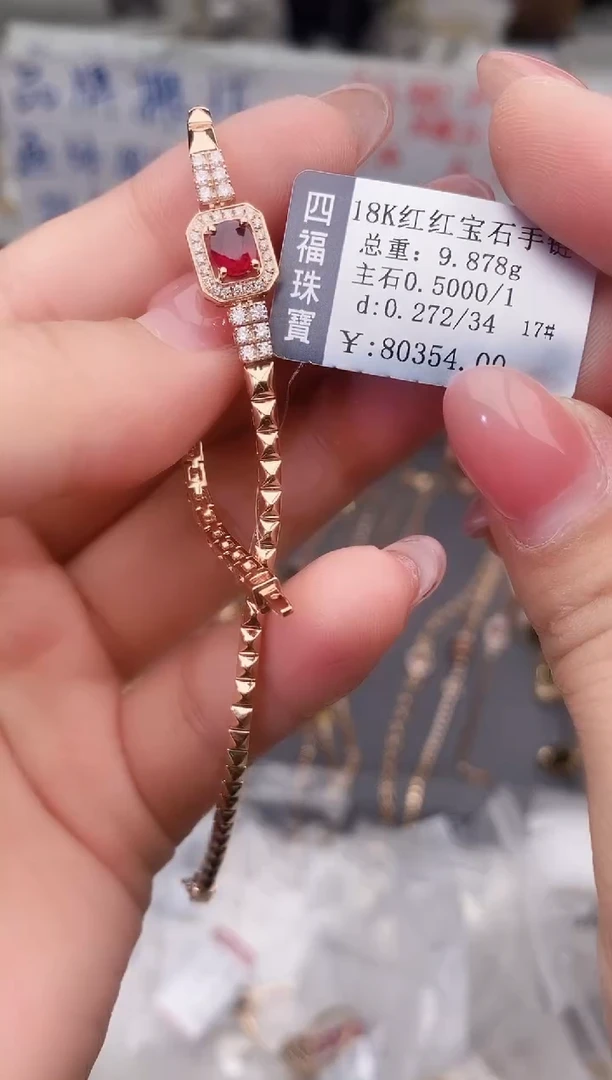 四福珠寶
18K红红宝石手链
总重：9.878g
主石0.5000/1
d:0.272/34 17#
¥:80354.00